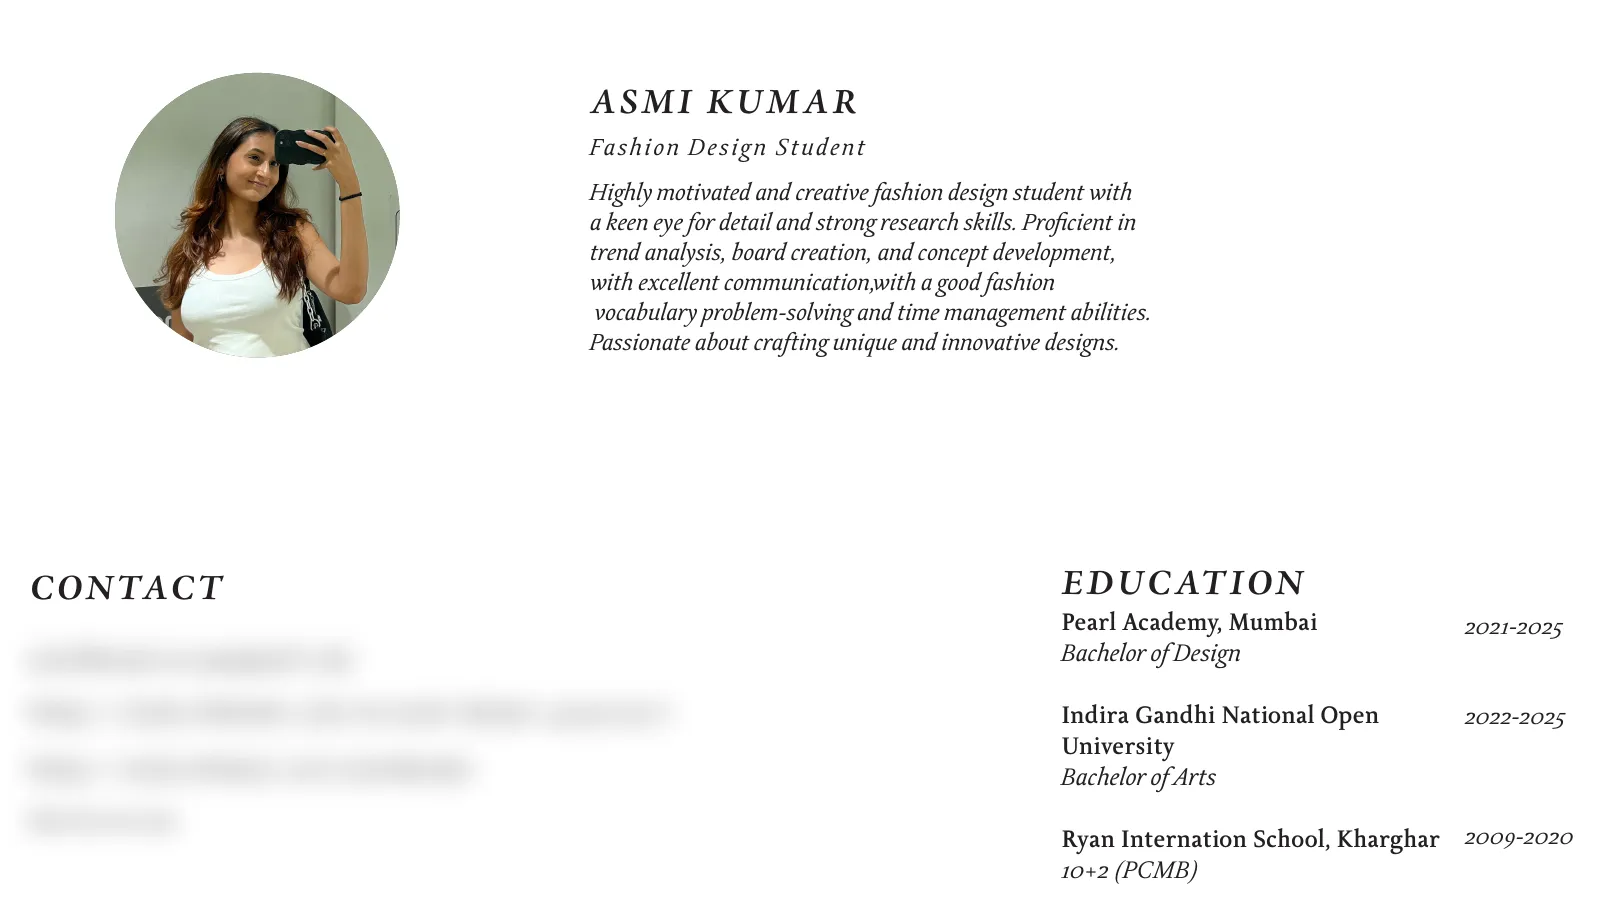 ASMI KUMAR
Fashion Design Student
Highly motivated and creative fashion design student with
a keen eye for detail and strong research skills. Proficient in
trend analysis, board creation, and concept development,
with excellent communication,with a good fashion
vocabulary problem-solving and time management abilities.
Passionate about crafting unique and innovative designs.
CONTACT
EDUCATION
Pearl Academy, Mumbai 2021-2025
Bachelor of Design
Indira Gandhi National Open 2022-2025
University
Bachelor of Arts
Ryan Internation School, Kharghar 2009-2020
10+2 (PCMB)